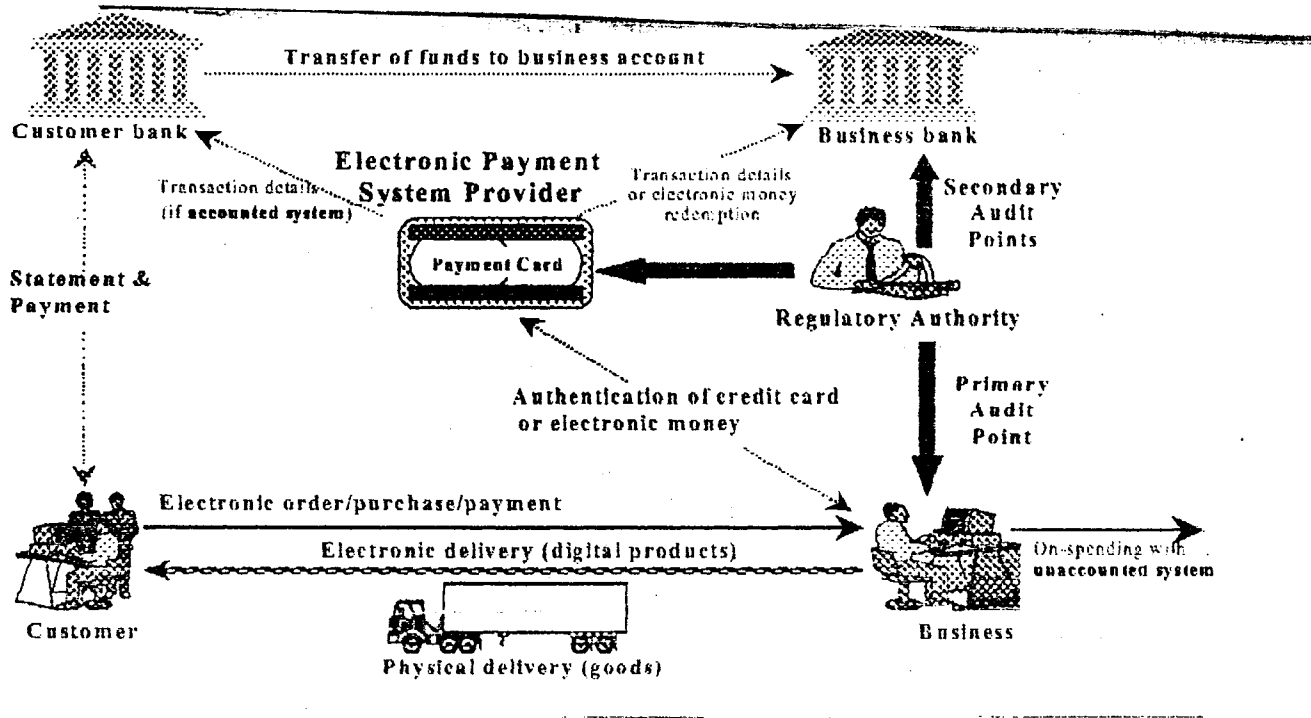 Transfer of funds to business account
Customer bank
Business bank
Electronic Payment
System Provider
Transaction details
(if accounted system)
Transaction details
or electronic money
redemption
Secondary
Audit
Points
Payment Card
Statement &
Payment
Regulatory Authority
Authentication of credit card
or electronic money
Primary
Audit
Point
Electronic order/purchase/payment
Electronic delivery (digital products)
On-spending with
unaccounted system
Customer
Business
Physical delivery (goods)